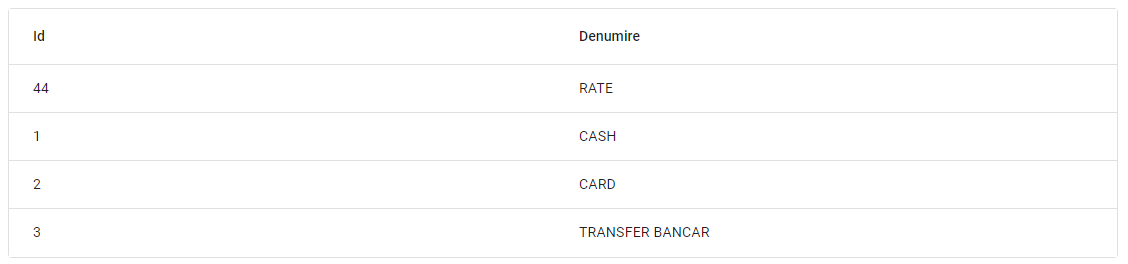 Id Denumire
44 RATE
1 CASH
2 CARD
3 TRANSFER BANCAR